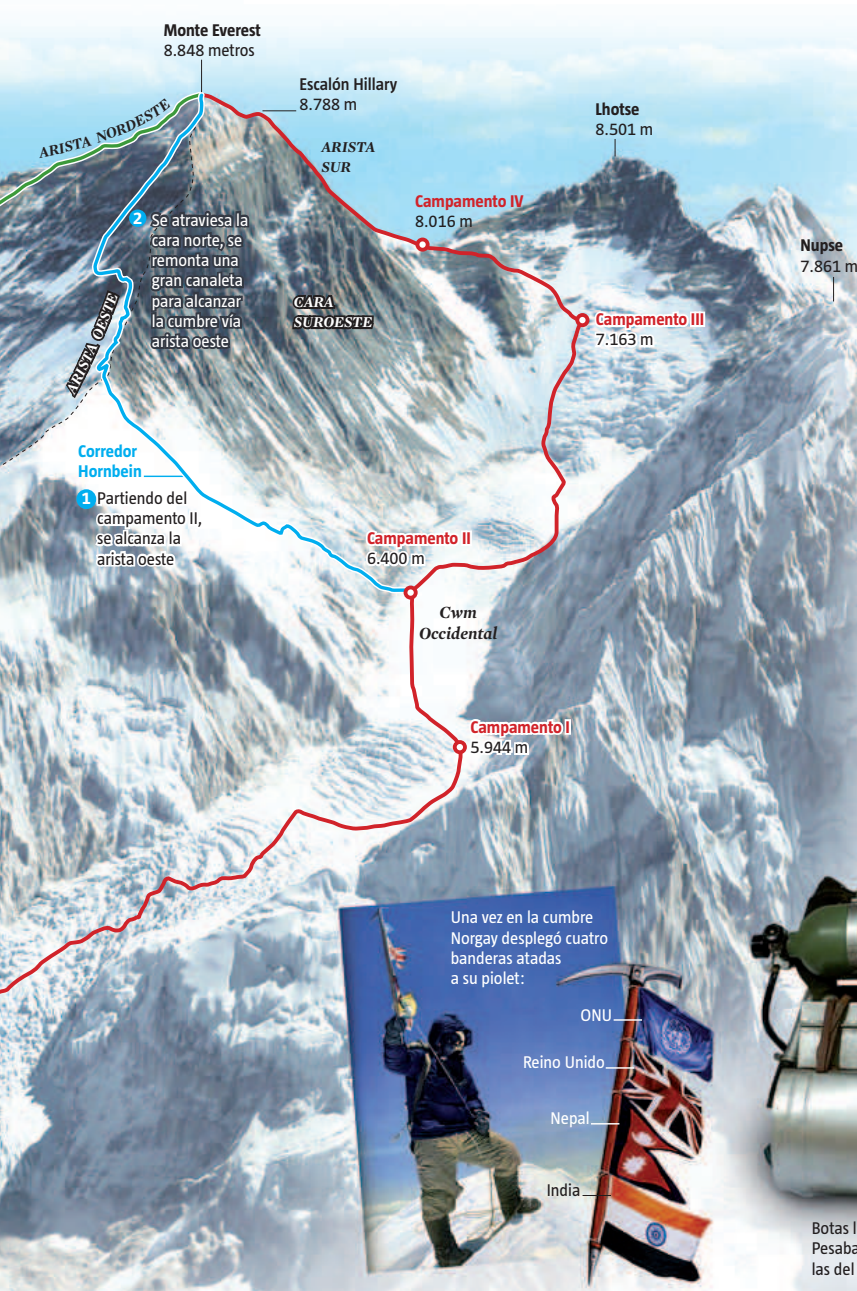 Monte Everest
8.848 metros
Escalón Hillary
8.788 m
ARISTA NORDESTE
ARISTA
SUR
Lhotse
8.501 m
Campamento IV
8.016 m
Nupse
7.861 m
2 Se atraviesa la
cara norte, se
remonta una
gran canaleta
para alcanzar
la cumbre vía
arista oeste
CARA
SUROESTE
ARISTA OESTE
Campamento III
7.163 m
Corredor
Hornbein
1 Partiendo del
campamento II,
se alcanza la
arista oeste
Campamento II
6.400 m
Cwm
Occidental
Campamento I
5.944 m
Una vez en la cumbre
Norgay desplegó cuatro
banderas atadas
a su piolet:
ONU
Reino Unido
Nepal
India
Botas l
Pesaba
las del